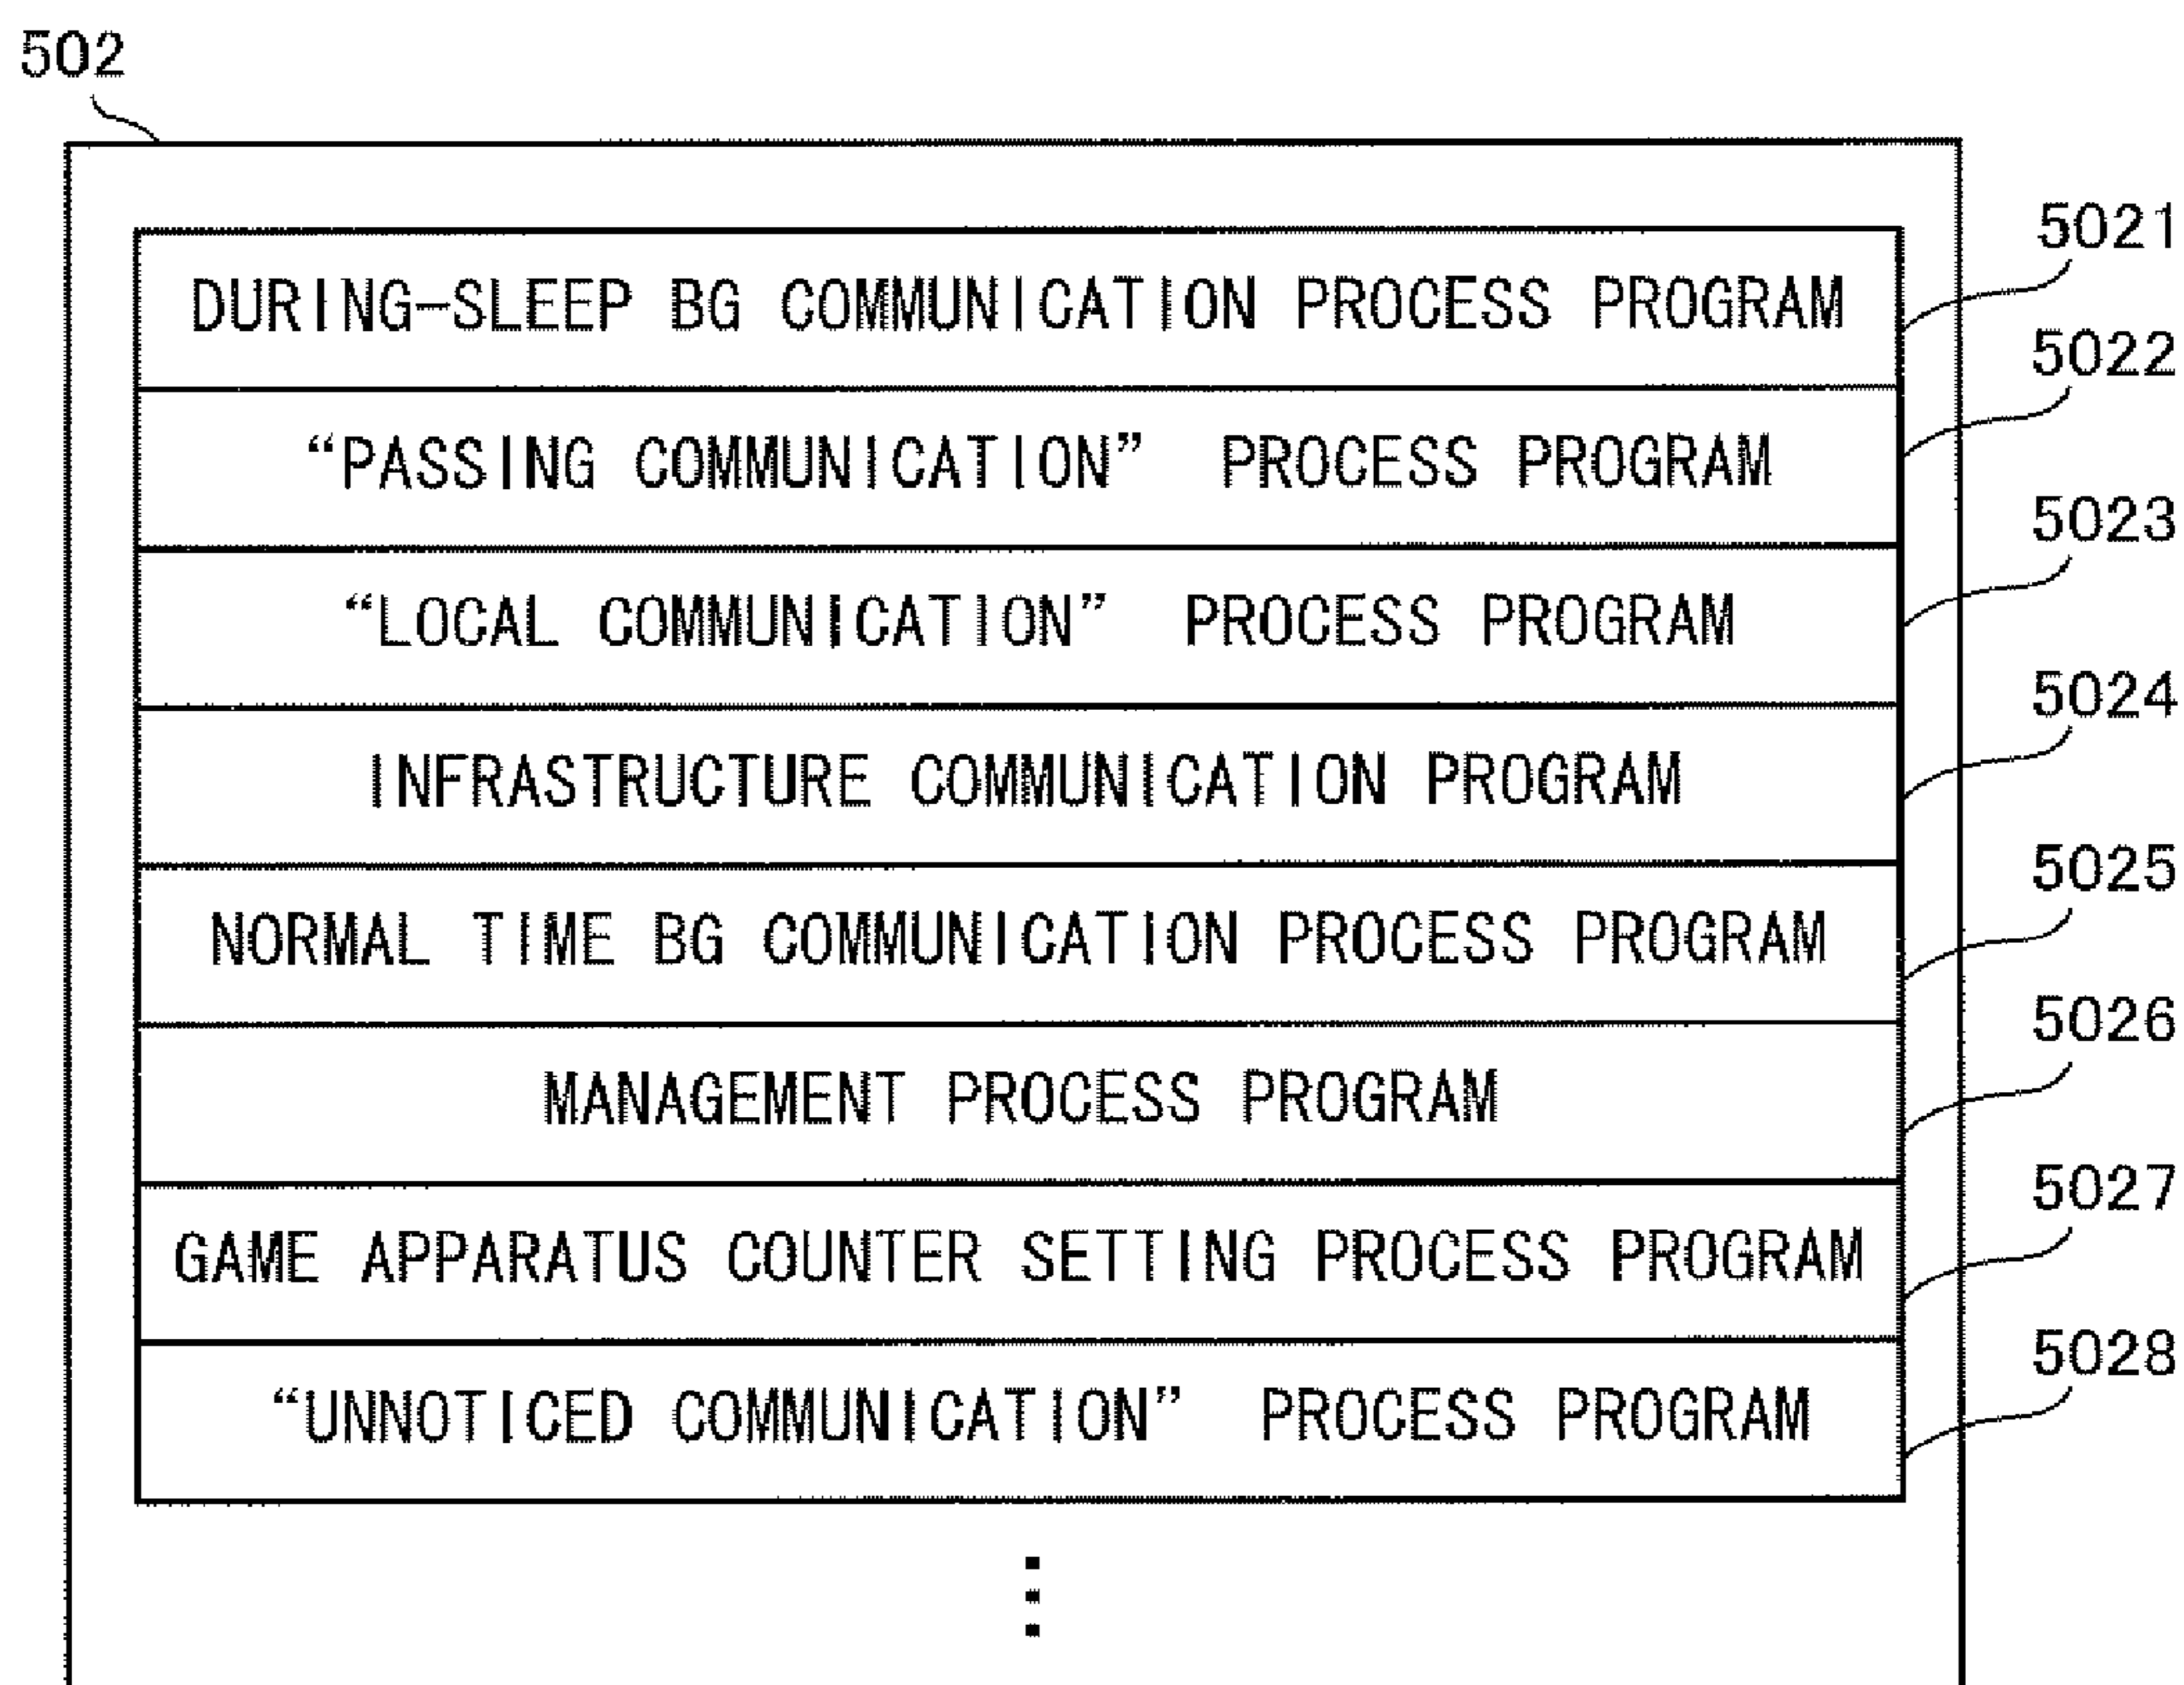 502
DURING-SLEEP BG COMMUNICATION PROCESS PROGRAM
5021
“PASSING COMMUNICATION” PROCESS PROGRAM
5022
“LOCAL COMMUNICATION” PROCESS PROGRAM
5023
INFRASTRUCTURE COMMUNICATION PROGRAM
5024
NORMAL TIME BG COMMUNICATION PROCESS PROGRAM
5025
MANAGEMENT PROCESS PROGRAM
5026
GAME APPARATUS COUNTER SETTING PROCESS PROGRAM
5027
“UNNOTICED COMMUNICATION” PROCESS PROGRAM
5028